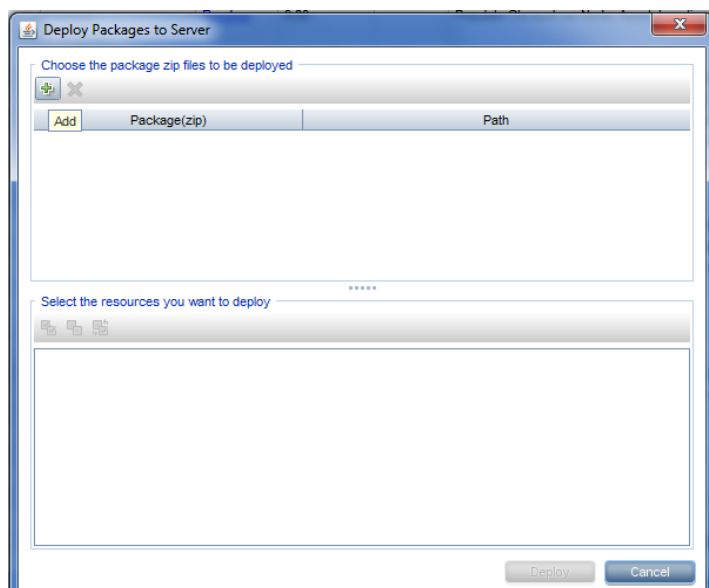 Deploy Packages to Server
Choose the package zip files to be deployed
Add Package(zip) Path
Select the resources you want to deploy
Deploy Cancel